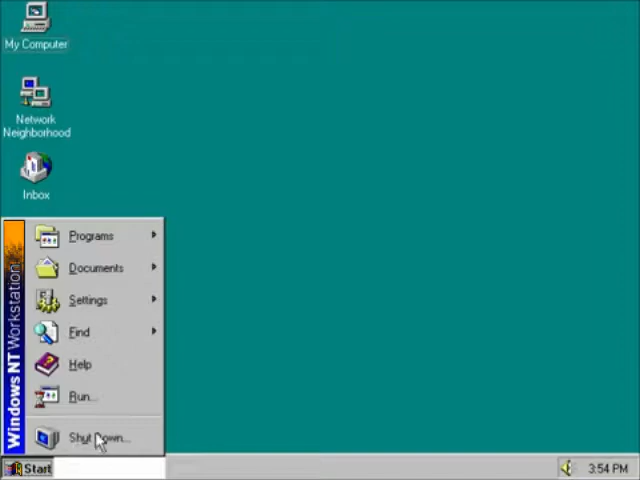 My Computer
Network
Neighborhood
Inbox
Programs
Documents
Settings
Find
Help
Run...
Shut Down...
Windows NT Workstation
Start
3:54 PM